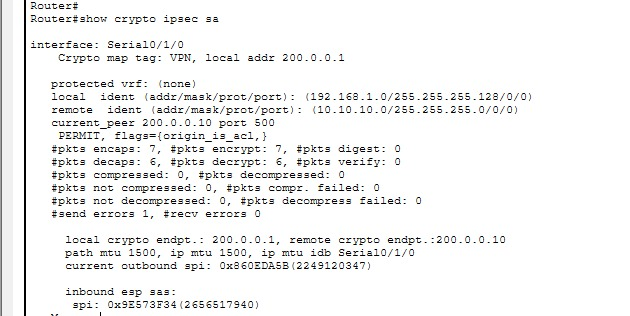 Router#
Router#show crypto ipsec sa
interface: Serial0/1/0
Crypto map tag: VPN, local addr 200.0.0.1
protected vrf: (none)
local ident (addr/mask/prot/port): (192.168.1.0/255.255.255.128/0/0)
remote ident (addr/mask/prot/port): (10.10.10.0/255.255.255.0/0/0)
current_peer 200.0.0.10 port 500
PERMIT, flags={origin_is_acl,}
#pkts encaps: 7, #pkts encrypt: 7, #pkts digest: 0
#pkts decaps: 6, #pkts decrypt: 6, #pkts verify: 0
#pkts compressed: 0, #pkts decompressed: 0
#pkts not compressed: 0, #pkts compr. failed: 0
#pkts not decompressed: 0, #pkts decompress failed: 0
#send errors 1, #recv errors 0
local crypto endpt.: 200.0.0.1, remote crypto endpt.:200.0.0.10
path mtu 1500, ip mtu 1500, ip mtu idb Serial0/1/0
current outbound spi: 0x860EDA5B(2249120347)
inbound esp sas:
spi: 0x9E573F34(2656517940)